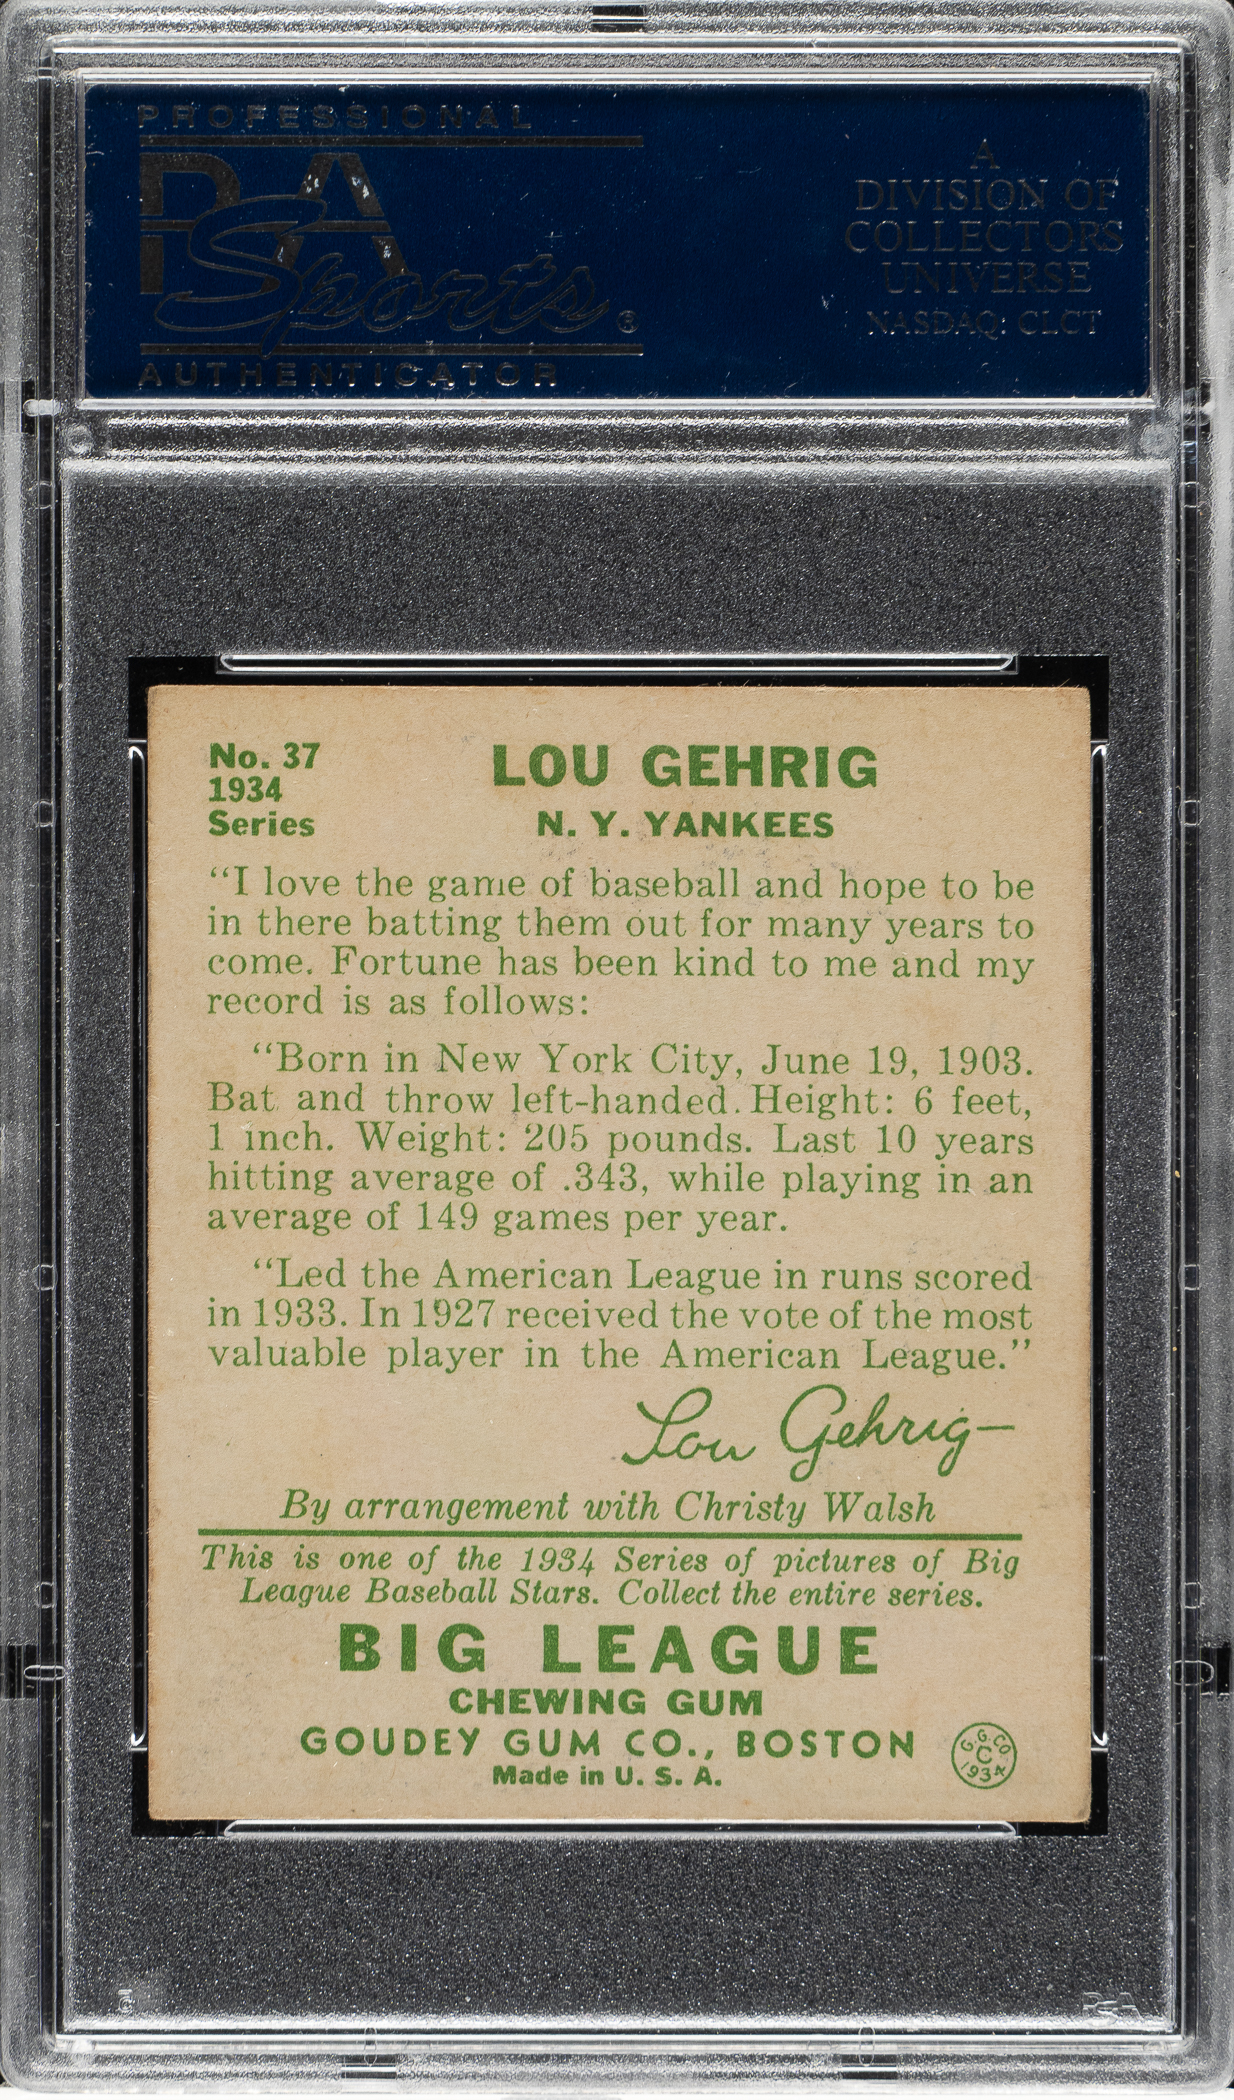 PROFESSIONAL
PSA
Sports®
AUTHENTICATOR
A
DIVISION OF
COLLECTORS
UNIVERSE
NASDAQ: CLCT
No. 37
1934
Series
LOU GEHRIG
N. Y. YANKEES
“I love the game of baseball and hope to be
in there batting them out for many years to
come. Fortune has been kind to me and my
record is as follows:
“Born in New York City, June 19, 1903.
Bat and throw left-handed. Height: 6 feet,
1 inch. Weight: 205 pounds. Last 10 years
hitting average of .343, while playing in an
average of 149 games per year.
“Led the American League in runs scored
in 1933. In 1927 received the vote of the most
valuable player in the American League.”
Lou Gehrig
By arrangement with Christy Walsh
This is one of the 1934 Series of pictures of Big
League Baseball Stars. Collect the entire series.
BIG LEAGUE
CHEWING GUM
GOUDEY GUM CO., BOSTON
Made in U. S. A.
G.G.CO.
C
1934
PSA